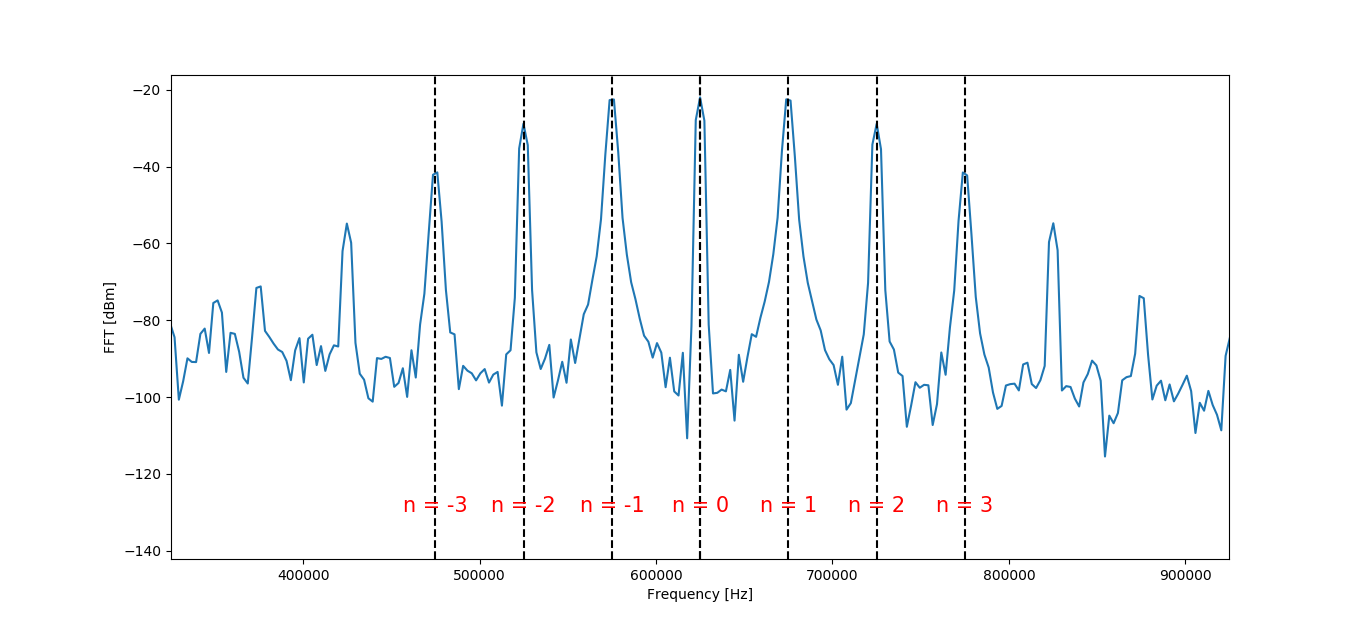 −20
−40
−60
−80
−100
−120
−140
FFT [dBm]
n = -3 n = -2 n = -1 n = 0 n = 1 n = 2 n = 3
400000 500000 600000 700000 800000 900000
Frequency [Hz]